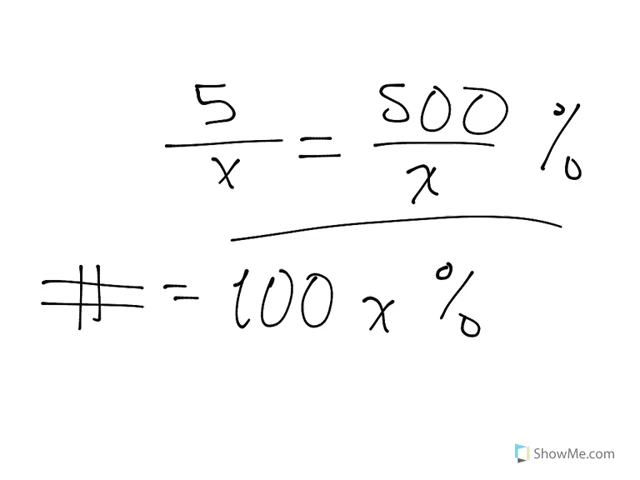 5/x = 500/x %
# = 100 x %
ShowMe.com